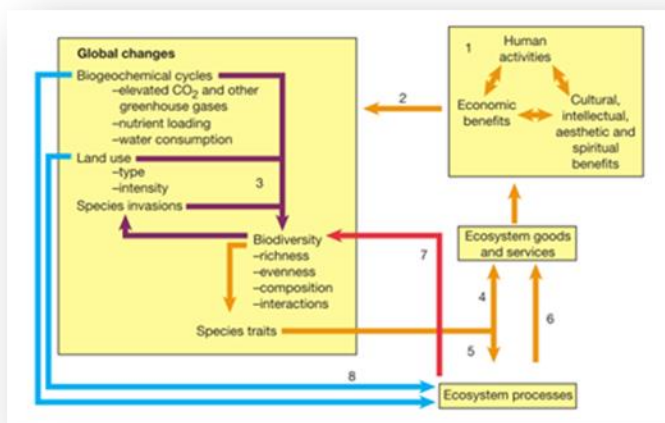 Global changes
Biogeochemical cycles
–elevated CO₂ and other
greenhouse gases
–nutrient loading
–water consumption
Land use
–type
–intensity
Species invasions
3
Biodiversity
–richness
–evenness
–composition
–interactions
Species traits
2
1
Human
activities
Economic
benefits
Cultural,
intellectual,
aesthetic and
spiritual
benefits
Ecosystem goods
and services
7
4
6
5
8
Ecosystem processes